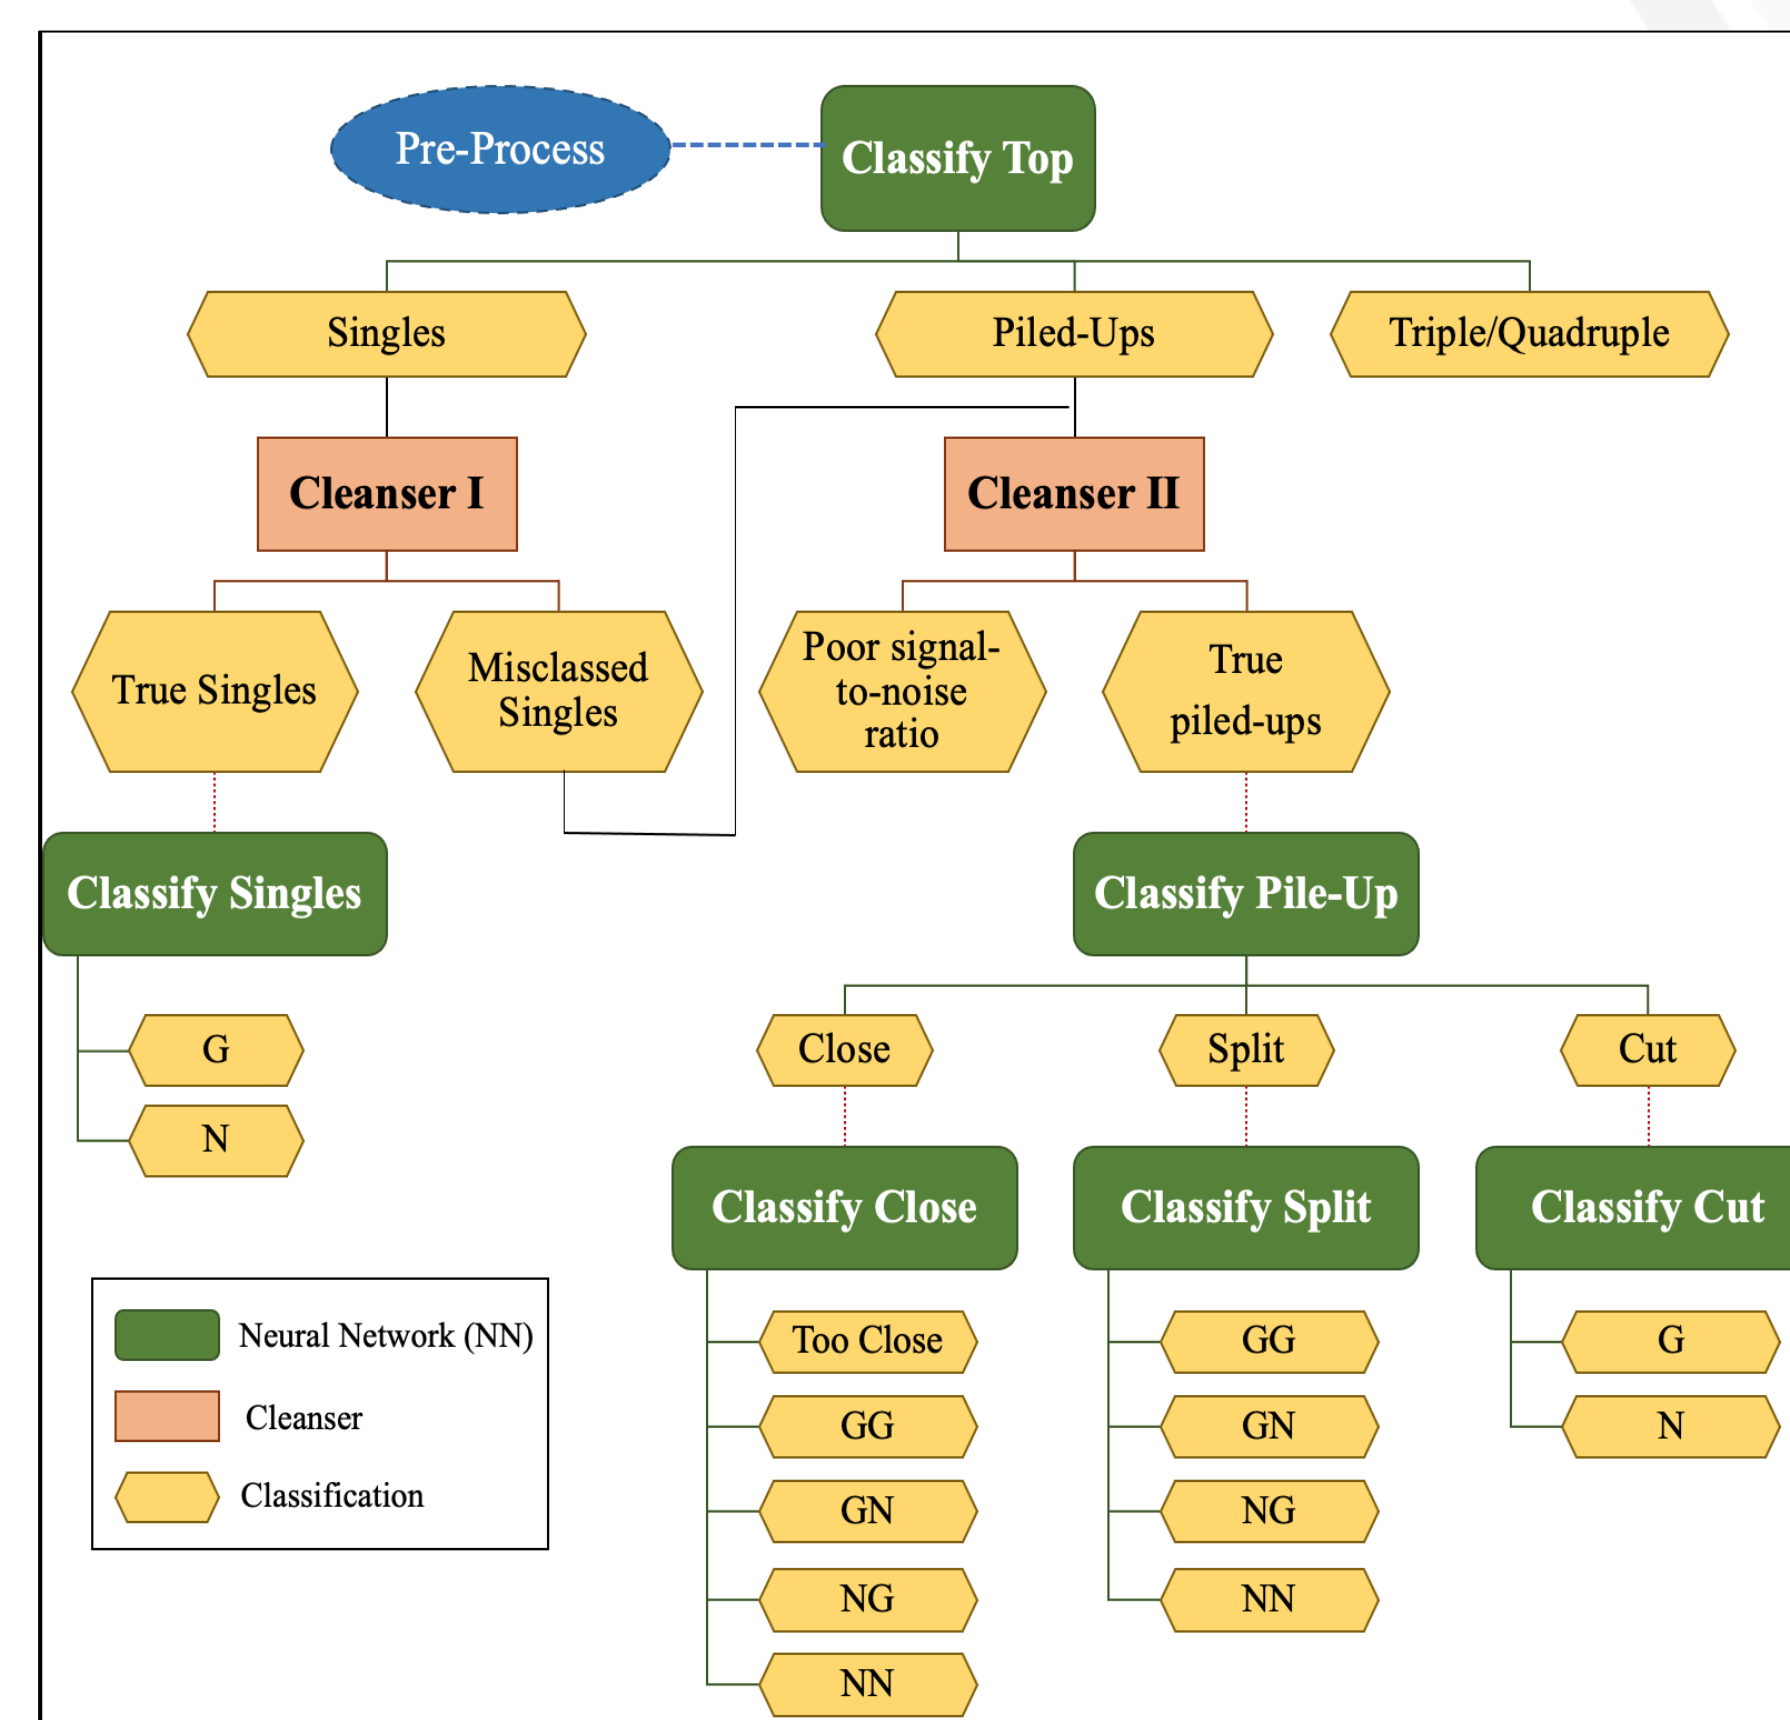 Pre-Process
Classify Top
Singles
Piled-Ups
Triple/Quadruple
Cleanser I
Cleanser II
True Singles
Misclassed
Singles
Poor signal-
to-noise
ratio
True
piled-ups
Classify Singles
Classify Pile-Up
G
N
Close
Split
Cut
Classify Close
Classify Split
Classify Cut
Too Close
GG
GN
NG
NN
GG
GN
NG
NN
G
N
Neural Network (NN)
Cleanser
Classification